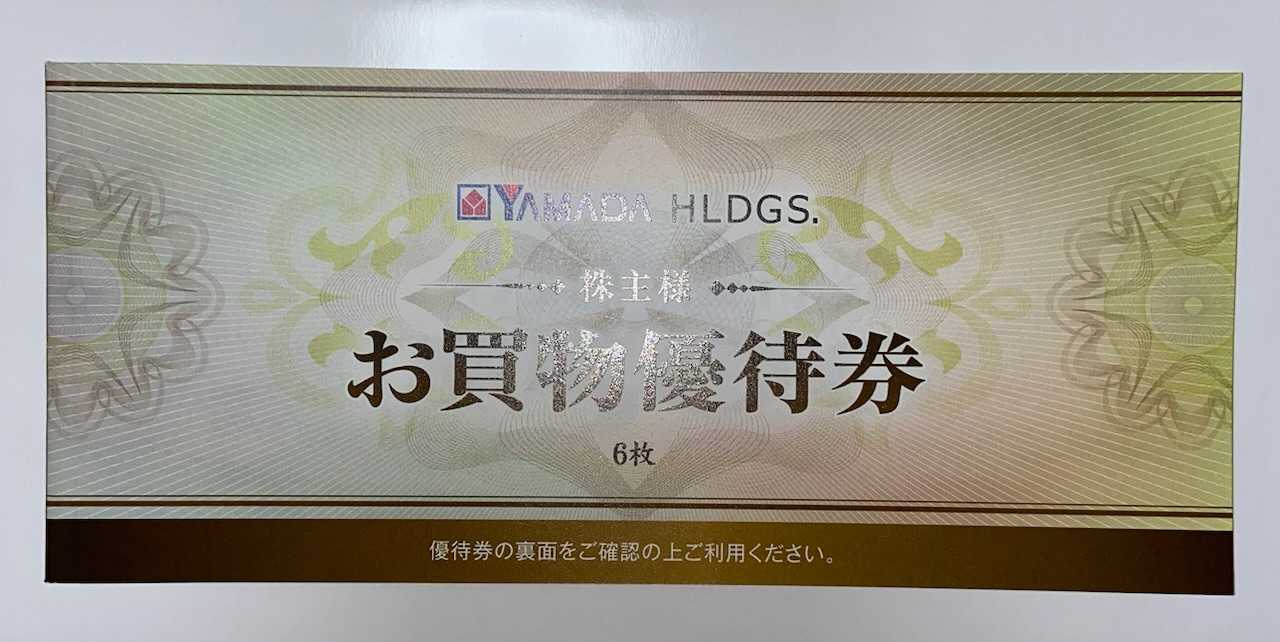 YAMADA HLDGS.
株主様
お買物優待券
6枚
優待券の裏面をご確認の上ご利用ください。